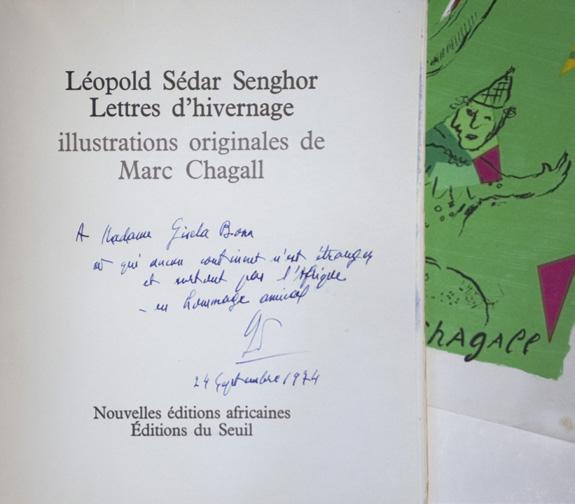 Léopold Sédar Senghor
Lettres d'hivernage
illustrations originales de
Marc Chagall
A Madame Gisela Bonn
à qui aucun continent n'est étranger
et surtout pas l'Afrique
en hommage amical
24 Septembre 1974
Nouvelles éditions africaines
Éditions du Seuil
Chagall